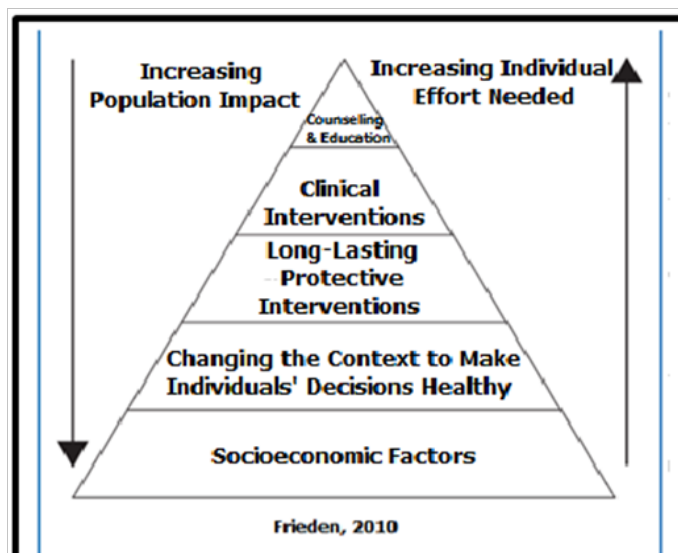 Increasing
Population Impact
Increasing Individual
Effort Needed
Counselling
& Education
Clinical
Interventions
Long-Lasting
Protective
Interventions
Changing the Context to Make
Individuals' Decisions Healthy
Socioeconomic Factors
Frieden, 2010